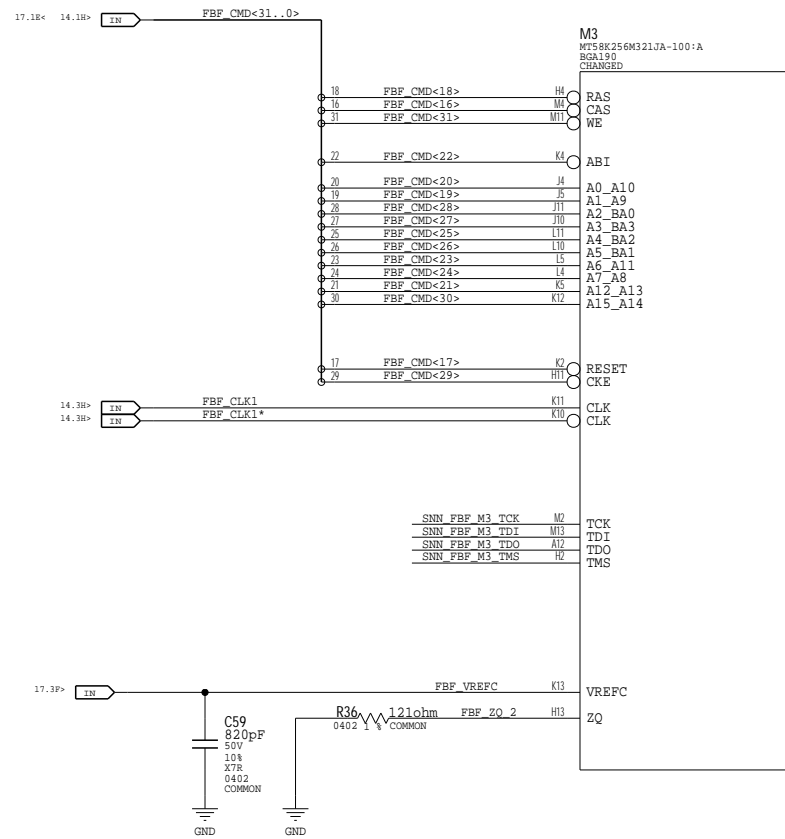 17.1E< 14.1H> IN FBF_CMD<31..0>
M3
MT58K256M321JA-100:A
BGA190
CHANGED
18 FBF_CMD<18> H4 RAS
16 FBF_CMD<16> M4 CAS
31 FBF_CMD<31> M11 WE
22 FBF_CMD<22> K4 ABI
20 FBF_CMD<20> J4 A0_A10
19 FBF_CMD<19> J5 A1_A9
28 FBF_CMD<28> J11 A2_BA0
27 FBF_CMD<27> J10 A3_BA3
25 FBF_CMD<25> L11 A4_BA2
26 FBF_CMD<26> L10 A5_BA1
23 FBF_CMD<23> L5 A6_A11
24 FBF_CMD<24> L4 A7_A8
21 FBF_CMD<21> K5 A12_A13
30 FBF_CMD<30> K12 A15_A14
17 FBF_CMD<17> K2 RESET
29 FBF_CMD<29> H11 CKE
14.3H> IN FBF_CLK1 K11 CLK
14.3H> IN FBF_CLK1* K10 CLK
SNN_FBF_M3_TCK M2 TCK
SNN_FBF_M3_TDI M13 TDI
SNN_FBF_M3_TDO A12 TDO
SNN_FBF_M3_TMS H2 TMS
17.3F> IN FBF_VREFC K13 VREFC
R36 121ohm FBF_ZQ_2 H13 ZQ
0402 1 % COMMON
C59
820pF
50V
10%
X7R
0402
COMMON
GND GND